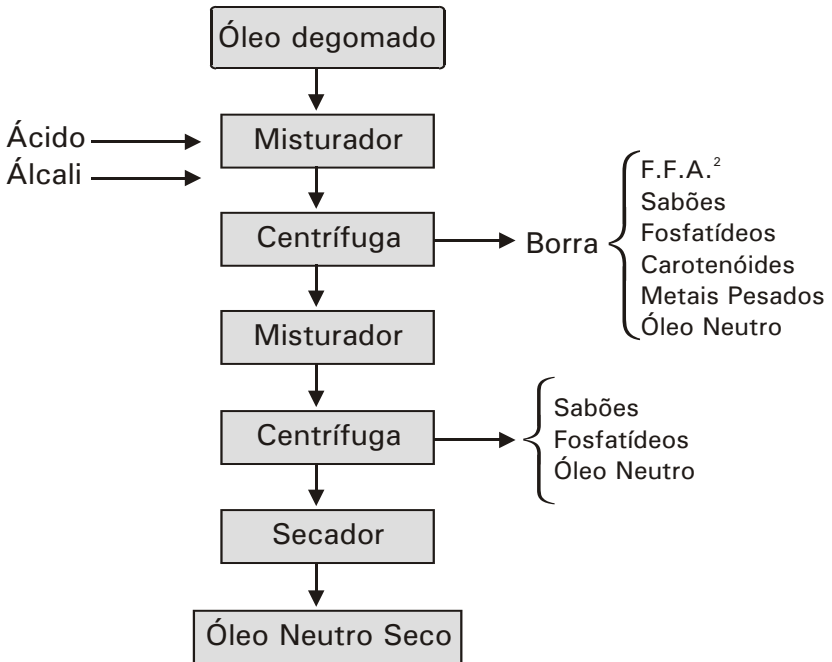 Óleo degomado
Ácido
Álcali
Misturador
Centrífuga
Borra
F.F.A.²
Sabões
Fosfatídeos
Carotenóides
Metais Pesados
Óleo Neutro
Misturador
Centrífuga
Sabões
Fosfatídeos
Óleo Neutro
Secador
Óleo Neutro Seco